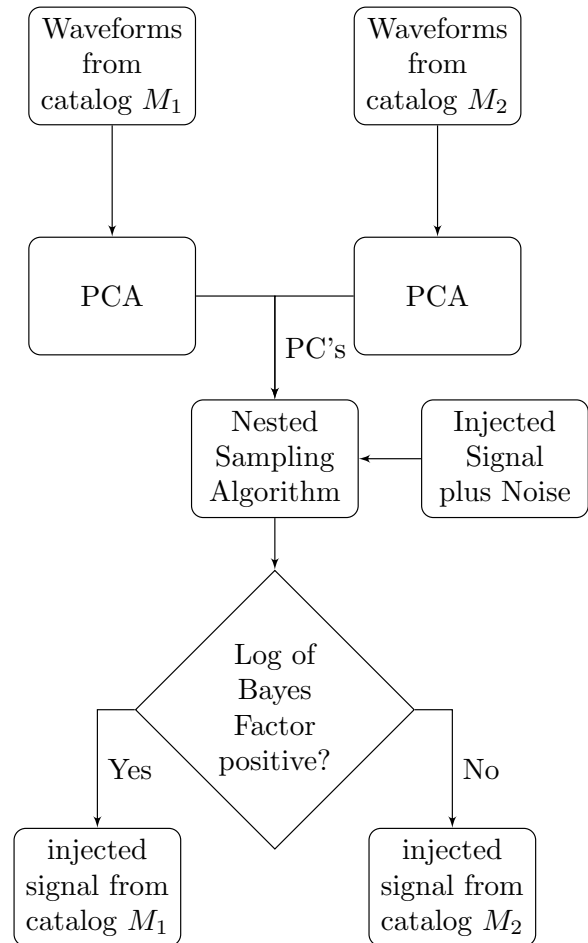 Waveforms
from
catalog M₁
Waveforms
from
catalog M₂
PCA
PCA
PC's
Nested
Sampling
Algorithm
Injected
Signal
plus Noise
Log of
Bayes
Factor
positive?
Yes
No
injected
signal from
catalog M₁
injected
signal from
catalog M₂